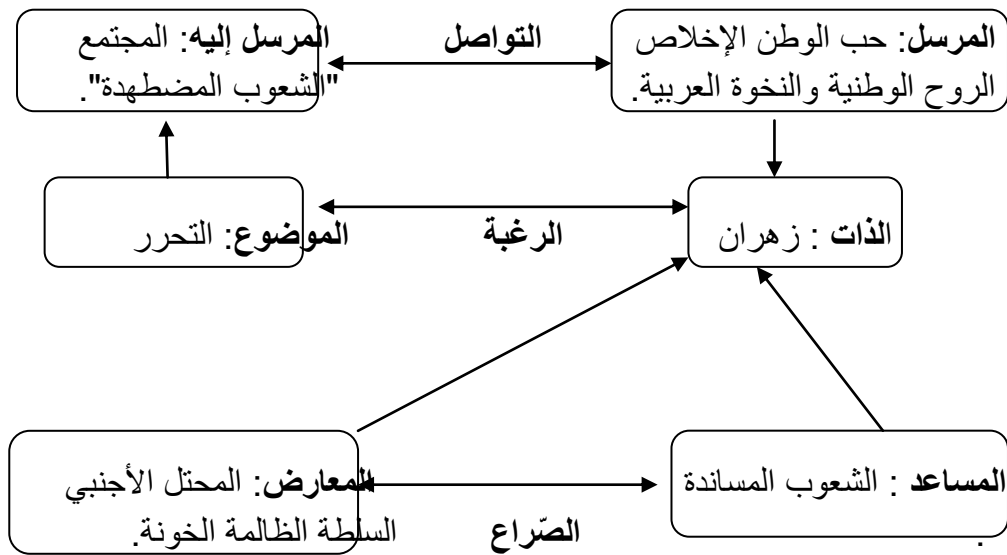 المرسل: حب الوطن الإخلاص
الروح الوطنية والنخوة العربية.
التواصل
المرسل إليه: المجتمع
"الشعوب المضطهدة".
الذات : زهران
الرغبة
الموضوع: التحرر
المساعد : الشعوب المساندة
.
الصّراع
المعارض: المحتل الأجنبي
السلطة الظالمة الخونة.